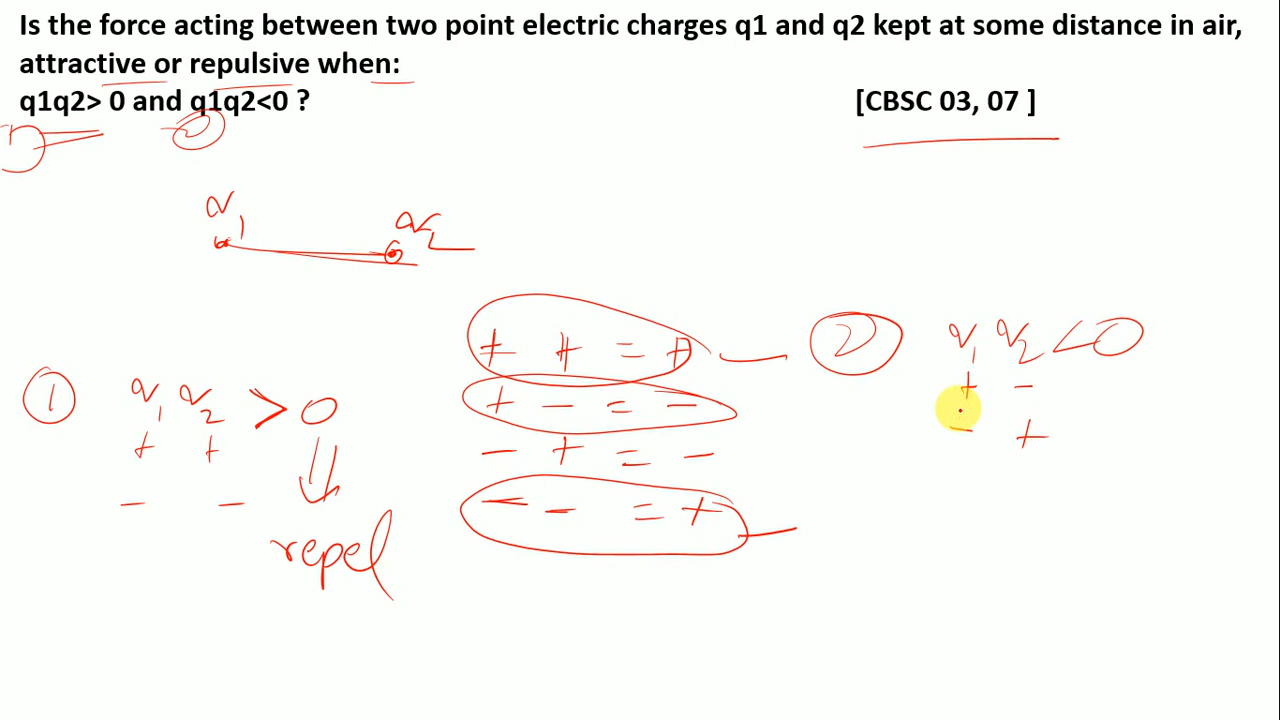 Is the force acting between two point electric charges q1 and q2 kept at some distance in air,
attractive or repulsive when:
q1q2> 0 and q1q2<0 ? [CBSC 03, 07 ]
1 2
q1 q2
1 q1 q2 > 0
+ +
- -
repel
+ + = +
+ - = -
- + = -
- - = +
2 q1 q2 < 0
+ -
- +